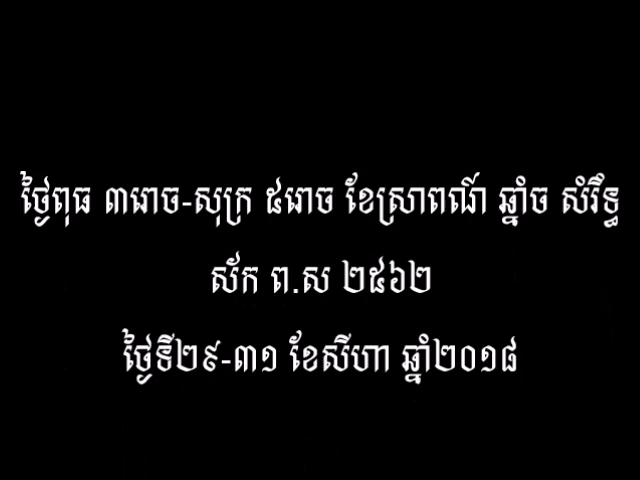 ថ្ងៃពុធ ៣រោច-សុក្រ ៥រោច ខែស្រាពណ៍ ឆ្នាំច សំរឹទ្ធ
ស័ក ព.ស ២៥៦២
ថ្ងៃទី២៩-៣១ ខែសីហា ឆ្នាំ២០១៨